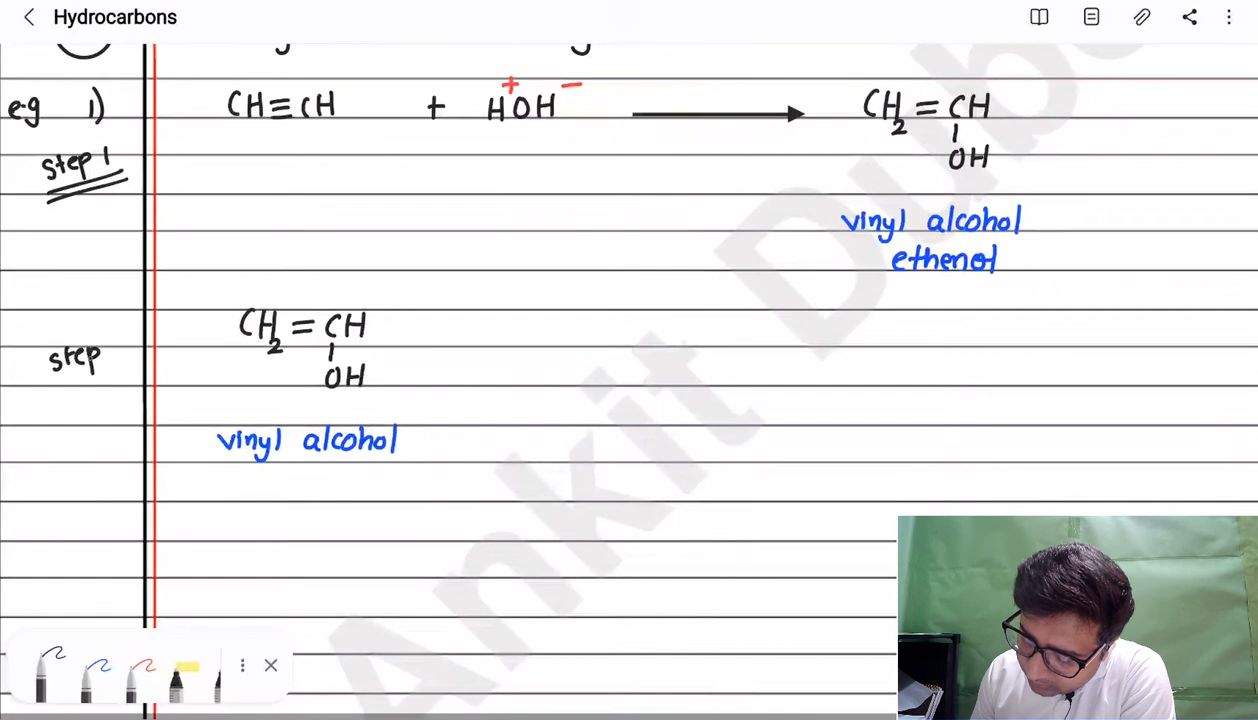 Hydrocarbons
e.g 1) CH≡CH + H⁺OH⁻ ⟶ CH₂=CH
OH
step 1
vinyl alcohol
ethenol
CH₂=CH
step
OH
vinyl alcohol
Ankit Dube